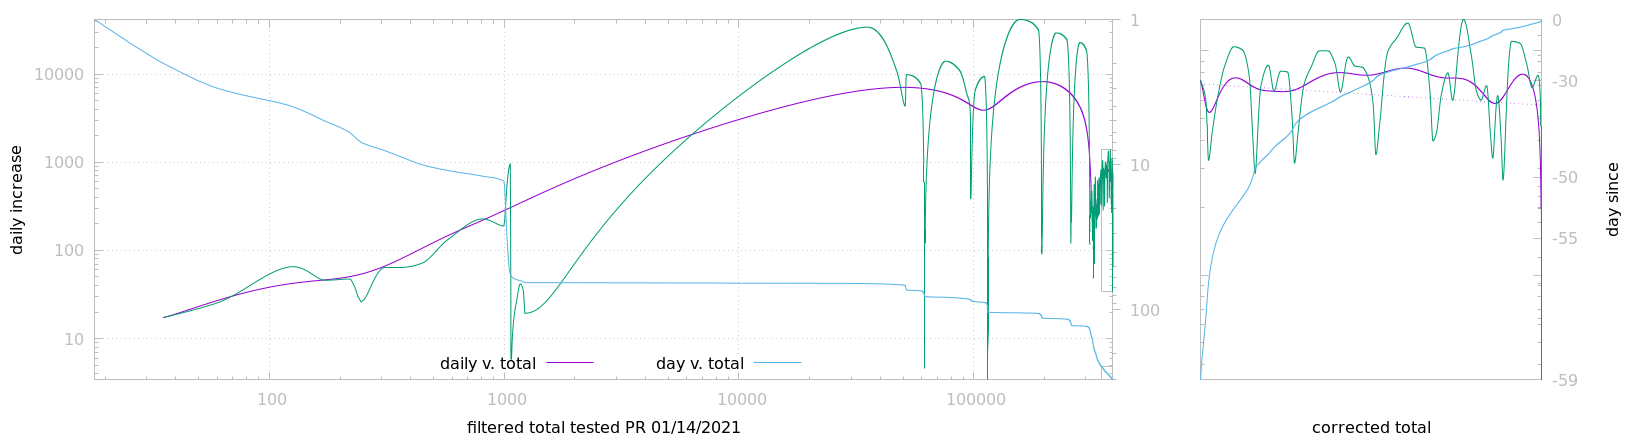 1
0
10000
-30
1000
10
-50
daily increase
day since
100
-55
100
10
daily v. total
day v. total
-59
100
1000
10000
100000
filtered total tested PR 01/14/2021
corrected total